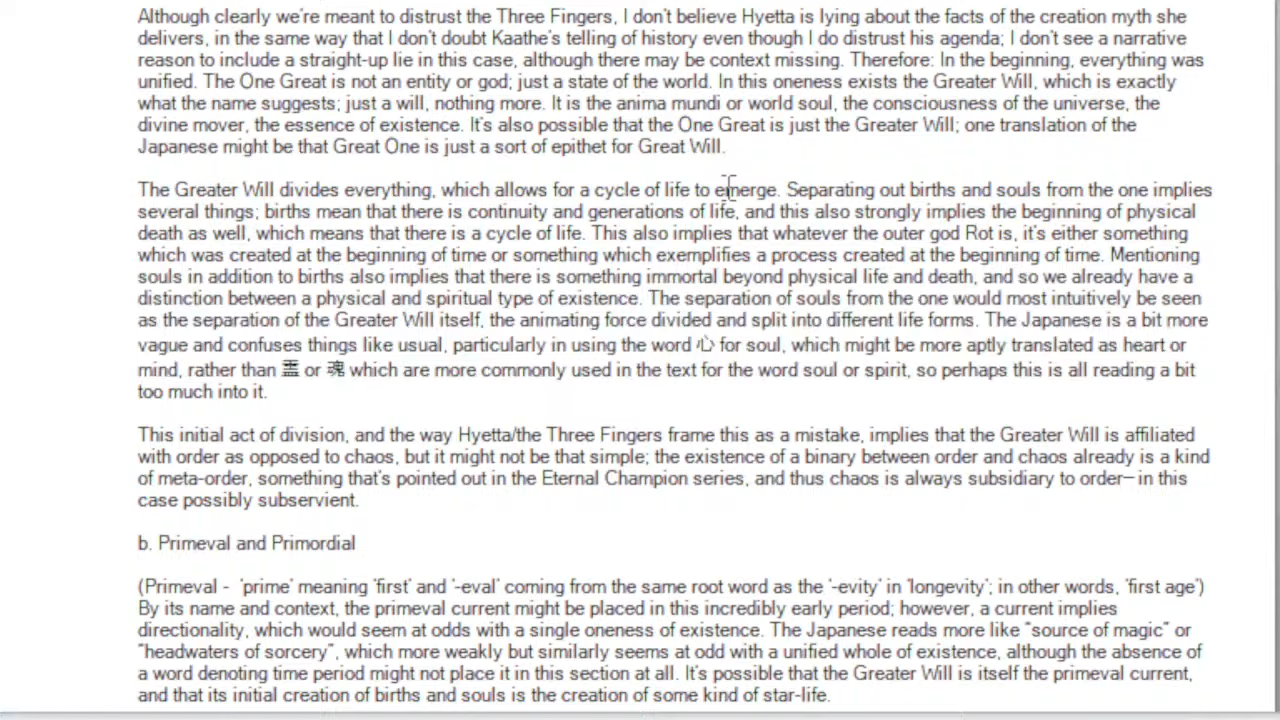 Although clearly we're meant to distrust the Three Fingers, I don't believe Hyetta is lying about the facts of the creation myth she
delivers, in the same way that I don't doubt Kaathe's telling of history even though I do distrust his agenda; I don't see a narrative
reason to include a straight-up lie in this case, although there may be context missing. Therefore: In the beginning, everything was
unified. The One Great is not an entity or god; just a state of the world. In this oneness exists the Greater Will, which is exactly
what the name suggests; just a will, nothing more. It is the anima mundi or world soul, the consciousness of the universe, the
divine mover, the essence of existence. It's also possible that the One Great is just the Greater Will; one translation of the
Japanese might be that Great One is just a sort of epithet for Great Will.
The Greater Will divides everything, which allows for a cycle of life to emerge. Separating out births and souls from the one implies
several things; births mean that there is continuity and generations of life, and this also strongly implies the beginning of physical
death as well, which means that there is a cycle of life. This also implies that whatever the outer god Rot is, it's either something
which was created at the beginning of time or something which exemplifies a process created at the beginning of time. Mentioning
souls in addition to births also implies that there is something immortal beyond physical life and death, and so we already have a
distinction between a physical and spiritual type of existence. The separation of souls from the one would most intuitively be seen
as the separation of the Greater Will itself, the animating force divided and split into different life forms. The Japanese is a bit more
vague and confuses things like usual, particularly in using the word 心 for soul, which might be more aptly translated as heart or
mind, rather than or 魂 which are more commonly used in the text for the word soul or spirit, so perhaps this is all reading a bit
too much into it.
This initial act of division, and the way Hyetta/the Three Fingers frame this as a mistake, implies that the Greater Will is affiliated
with order as opposed to chaos, but it might not be that simple; the existence of a binary between order and chaos already is a kind
of meta-order, something that's pointed out in the Eternal Champion series, and thus chaos is always subsidiary to order–in this
case possibly subservient.
b. Primeval and Primordial
(Primeval - 'prime' meaning 'first' and '-eval' coming from the same root word as the '-evity' in 'longevity'; in other words, 'first age')
By its name and context, the primeval current might be placed in this incredibly early period; however, a current implies
directionality, which would seem at odds with a single oneness of existence. The Japanese reads more like "source of magic" or
"headwaters of sorcery", which more weakly but similarly seems at odd with a unified whole of existence, although the absence of
a word denoting time period might not place it in this section at all. It's possible that the Greater Will is itself the primeval current,
and that its initial creation of births and souls is the creation of some kind of star-life.